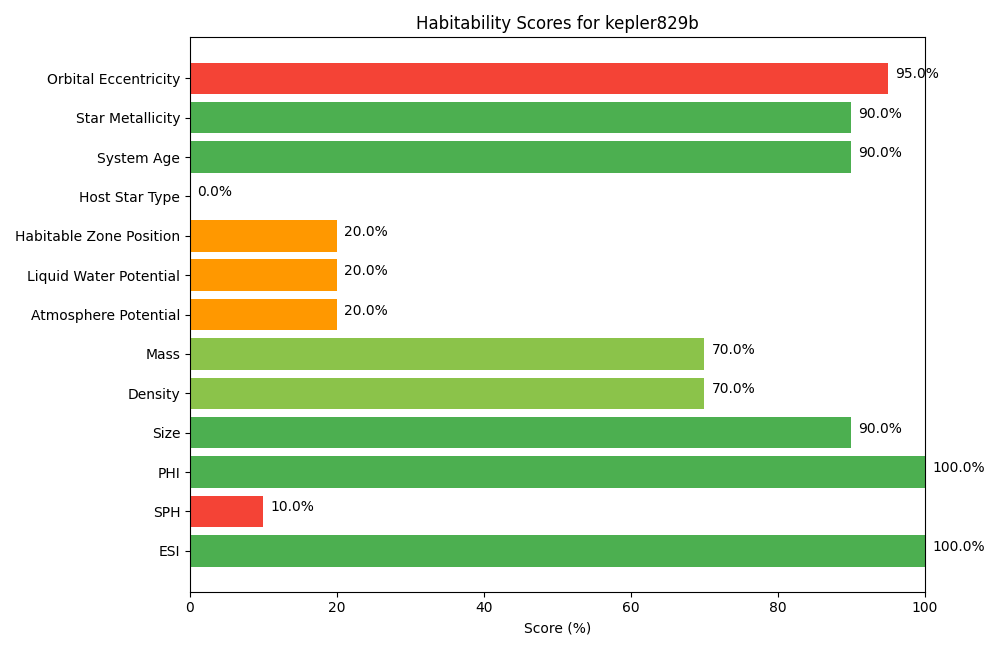 Habitability Scores for kepler829b
Orbital Eccentricity 95.0%
Star Metallicity 90.0%
System Age 90.0%
Host Star Type 0.0%
Habitable Zone Position 20.0%
Liquid Water Potential 20.0%
Atmosphere Potential 20.0%
Mass 70.0%
Density 70.0%
Size 90.0%
PHI 100.0%
SPH 10.0%
ESI 100.0%
0 20 40 60 80 100
Score (%)